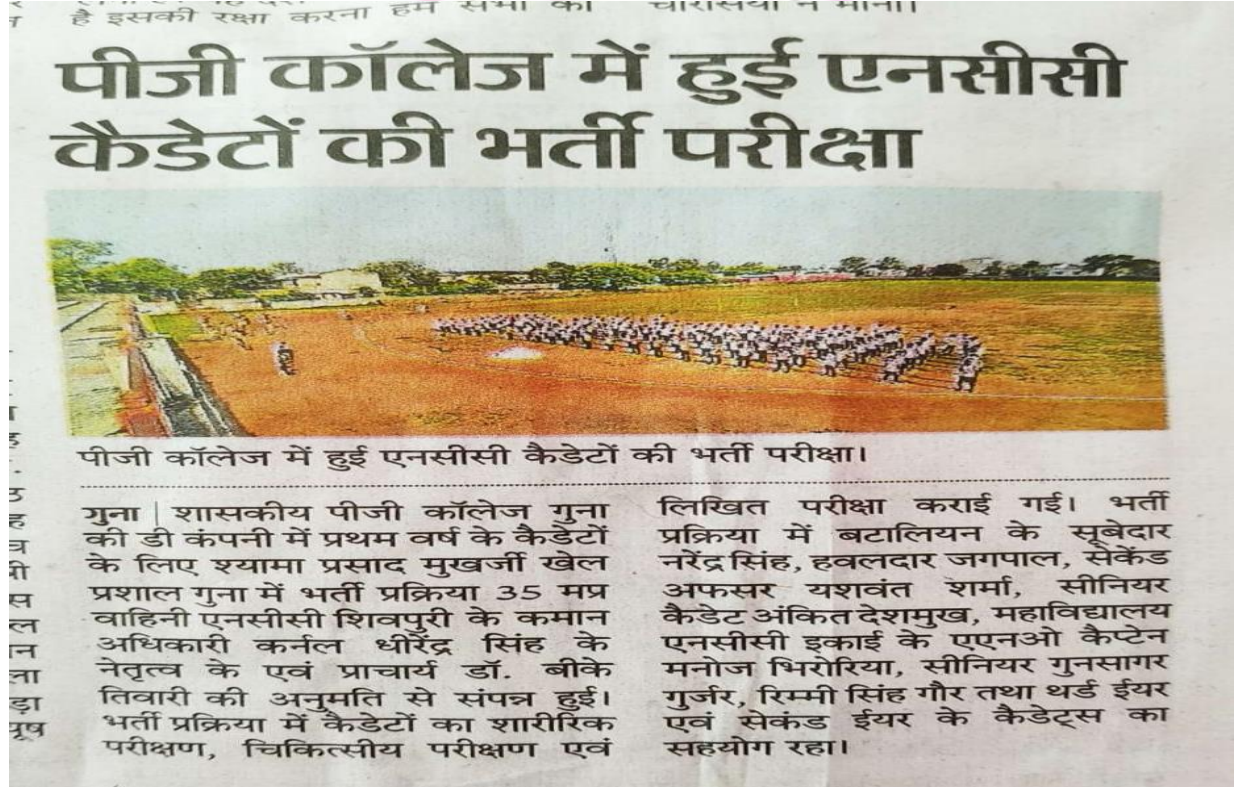 है इसकी रक्षा करना हम सभी का
चौरसिया ने माना।
पीजी कॉलेज में हुई एनसीसी
कैडेटों की भर्ती परीक्षा
पीजी कॉलेज में हुई एनसीसी कैडेटों की भर्ती परीक्षा।
गुना | शासकीय पीजी कॉलेज गुना
की डी कंपनी में प्रथम वर्ष के कैडेटों
के लिए श्यामा प्रसाद मुखर्जी खेल
प्रशाल गुना में भर्ती प्रक्रिया 35 मप्र
वाहिनी एनसीसी शिवपुरी के कमान
अधिकारी कर्नल धीरेंद्र सिंह के
नेतृत्व के एवं प्राचार्य डॉ. बीके
तिवारी की अनुमति से संपन्न हुई।
भर्ती प्रक्रिया में कैडेटों का शारीरिक
परीक्षण, चिकित्सीय परीक्षण एवं
लिखित परीक्षा कराई गई। भर्ती
प्रक्रिया में बटालियन के सूबेदार
नरेंद्र सिंह, हवलदार जगपाल, सेकेंड
अफसर यशवंत शर्मा, सीनियर
कैडेट अंकित देशमुख, महाविद्यालय
एनसीसी इकाई के एएनओ कैप्टेन
मनोज भिरोरिया, सीनियर गुनसागर
गुर्जर, रिम्मी सिंह गौर तथा थर्ड ईयर
एवं सेकंड ईयर के कैडेट्स का
सहयोग रहा।